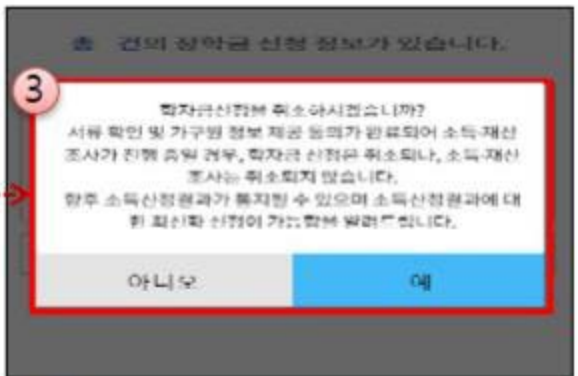 총 건의 장학금 신청 정보가 있습니다.
3
학자금신청을 취소하시겠습니까?
서류 확인 및 가구원 정보 제공 동의가 완료되어 소득·재산
조사가 진행 중일 경우, 학자금 신청은 취소되나, 소득·재산
조사는 취소되지 않습니다.
향후 소득산정결과가 통지될 수 있으며 소득산정결과에 대
한 최신화 신청이 가능함을 알려드립니다.
아니오
예